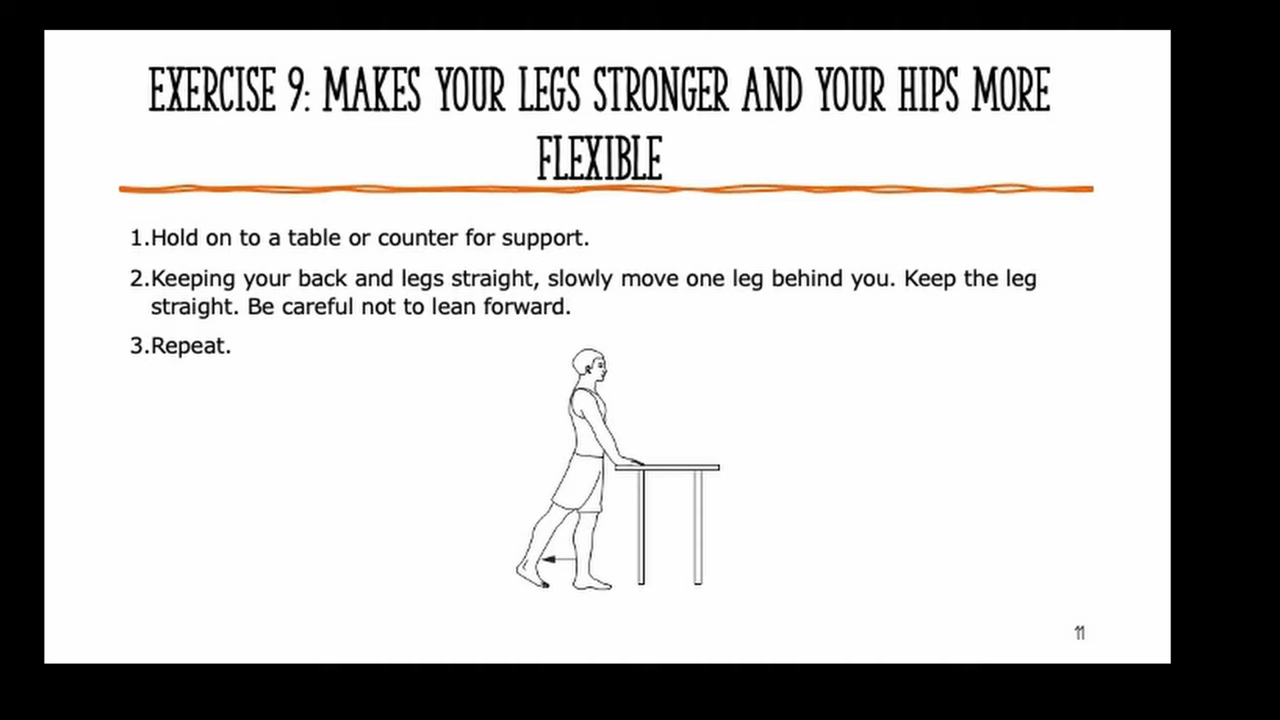 EXERCISE 9: MAKES YOUR LEGS STRONGER AND YOUR HIPS MORE
FLEXIBLE
1.Hold on to a table or counter for support.
2.Keeping your back and legs straight, slowly move one leg behind you. Keep the leg
straight. Be careful not to lean forward.
3.Repeat.
11